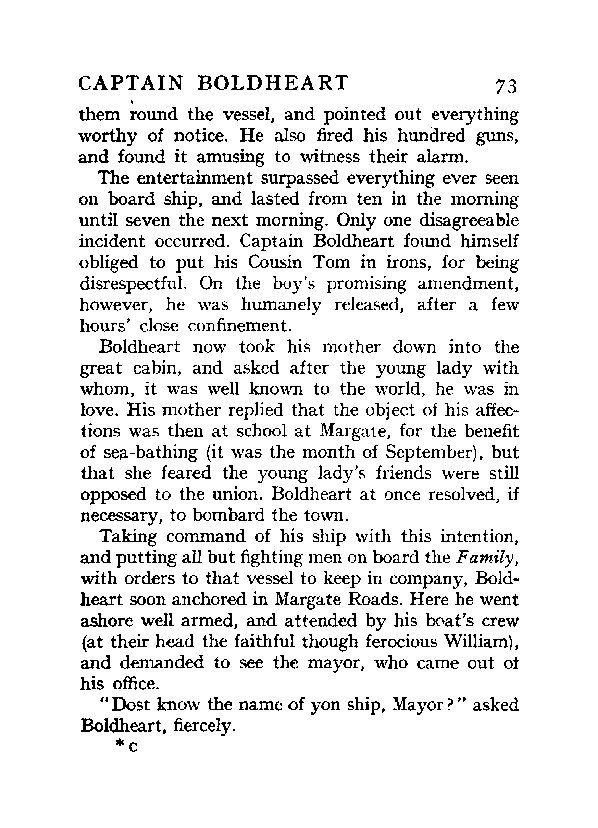 CAPTAIN BOLDHEART 73
them round the vessel, and pointed out everything
worthy of notice. He also fired his hundred guns,
and found it amusing to witness their alarm.
The entertainment surpassed everything ever seen
on board ship, and lasted from ten in the morning
until seven the next morning. Only one disagreeable
incident occurred. Captain Boldheart found himself
obliged to put his Cousin Tom in irons, for being
disrespectful. On the boy's promising amendment,
however, he was humanely released, after a few
hours' close confinement.
Boldheart now took his mother down into the
great cabin, and asked after the young lady with
whom, it was well known to the world, he was in
love. His mother replied that the object of his affec-
tions was then at school at Margate, for the benefit
of sea-bathing (it was the month of September), but
that she feared the young lady's friends were still
opposed to the union. Boldheart at once resolved, if
necessary, to bombard the town.
Taking command of his ship with this intention,
and putting all but fighting men on board the Family,
with orders to that vessel to keep in company, Bold-
heart soon anchored in Margate Roads. Here he went
ashore well armed, and attended by his boat's crew
(at their head the faithful though ferocious William),
and demanded to see the mayor, who came out of
his office.
"Dost know the name of yon ship, Mayor?" asked
Boldheart, fiercely.
* C